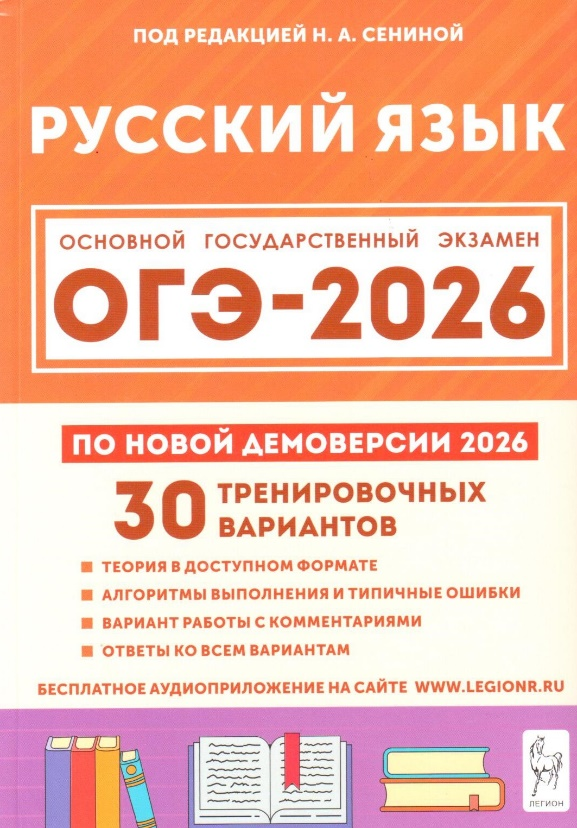 ПОД РЕДАКЦИЕЙ Н. А. СЕНИНОЙ
РУССКИЙ ЯЗЫК
ОСНОВНОЙ ГОСУДАРСТВЕННЫЙ ЭКЗАМЕН
ОГЭ-2026
ПО НОВОЙ ДЕМОВЕРСИИ 2026
30 ТРЕНИРОВОЧНЫХ
ВАРИАНТОВ
ТЕОРИЯ В ДОСТУПНОМ ФОРМАТЕ
АЛГОРИТМЫ ВЫПОЛНЕНИЯ И ТИПИЧНЫЕ ОШИБКИ
ВАРИАНТ РАБОТЫ С КОММЕНТАРИЯМИ
ОТВЕТЫ КО ВСЕМ ВАРИАНТАМ
БЕСПЛАТНОЕ АУДИОПРИЛОЖЕНИЕ НА САЙТЕ WWW.LEGIONR.RU
ЛЕГИОН